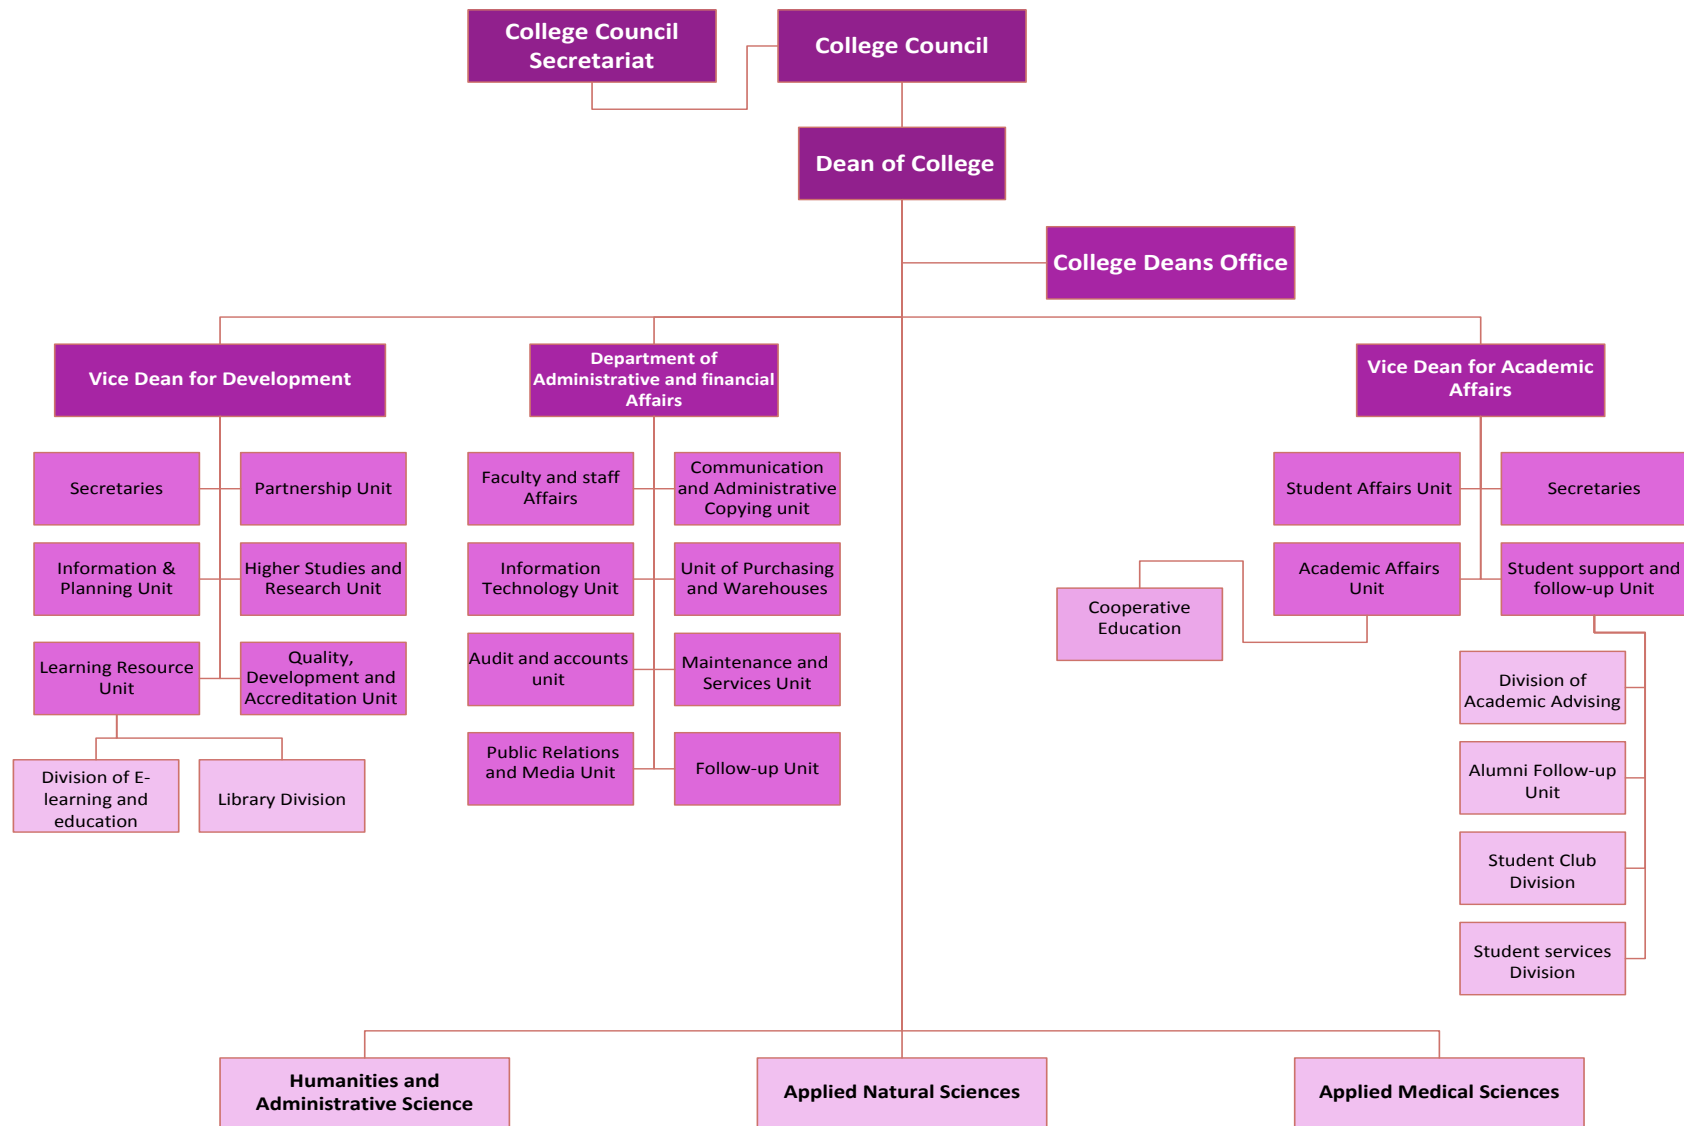 College Council
Secretariat
College Council
Dean of College
College Deans Office
Vice Dean for Development
Department of
Administrative and financial
Affairs
Vice Dean for Academic
Affairs
Secretaries
Partnership Unit
Information &
Planning Unit
Higher Studies and
Research Unit
Learning Resource
Unit
Quality,
Development and
Accreditation Unit
Division of E-
learning and
education
Library Division
Faculty and staff
Affairs
Communication
and Administrative
Copying unit
Information
Technology Unit
Unit of Purchasing
and Warehouses
Audit and accounts
unit
Maintenance and
Services Unit
Public Relations
and Media Unit
Follow-up Unit
Student Affairs Unit
Secretaries
Academic Affairs
Unit
Student support and
follow-up Unit
Cooperative
Education
Division of
Academic Advising
Alumni Follow-up
Unit
Student Club
Division
Student services
Division
Humanities and
Administrative Science
Applied Natural Sciences
Applied Medical Sciences